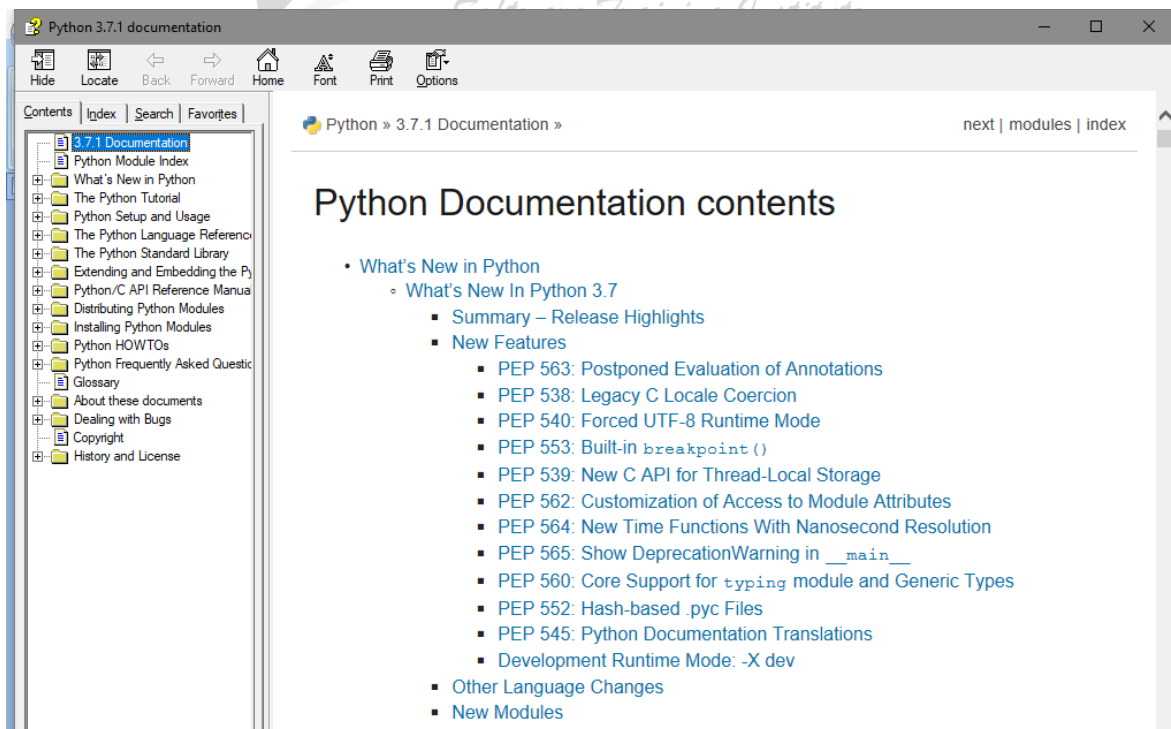 Software Training Institute
Python 3.7.1 documentation
Hide Locate Back Forward Home Font Print Options
Contents Index Search Favorites
3.7.1 Documentation
Python Module Index
What's New in Python
The Python Tutorial
Python Setup and Usage
The Python Language Reference
The Python Standard Library
Extending and Embedding the Py
Python/C API Reference Manua
Distributing Python Modules
Installing Python Modules
Python HOWTOs
Python Frequently Asked Questic
Glossary
About these documents
Dealing with Bugs
Copyright
History and License
Python » 3.7.1 Documentation » next | modules | index
Python Documentation contents
• What's New in Python
◦ What's New In Python 3.7
▪ Summary – Release Highlights
▪ New Features
▪ PEP 563: Postponed Evaluation of Annotations
▪ PEP 538: Legacy C Locale Coercion
▪ PEP 540: Forced UTF-8 Runtime Mode
▪ PEP 553: Built-in breakpoint()
▪ PEP 539: New C API for Thread-Local Storage
▪ PEP 562: Customization of Access to Module Attributes
▪ PEP 564: New Time Functions With Nanosecond Resolution
▪ PEP 565: Show DeprecationWarning in __main__
▪ PEP 560: Core Support for typing module and Generic Types
▪ PEP 552: Hash-based .pyc Files
▪ PEP 545: Python Documentation Translations
▪ Development Runtime Mode: -X dev
▪ Other Language Changes
▪ New Modules